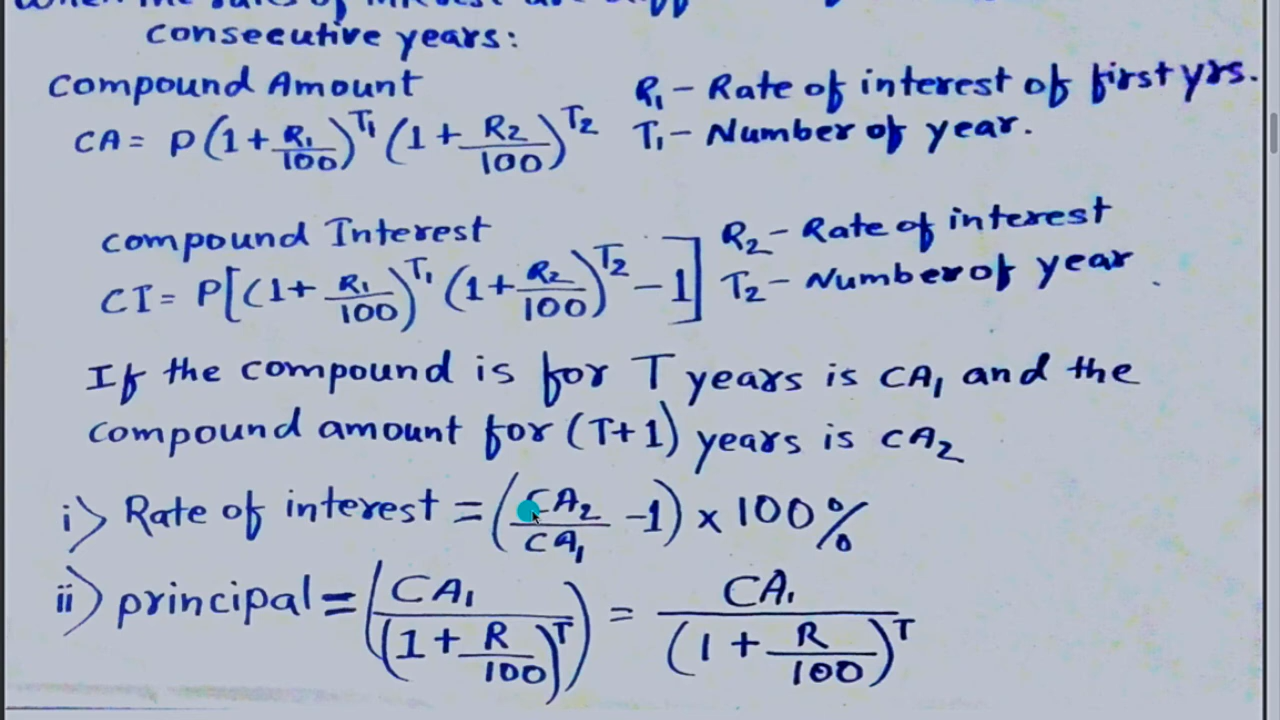 consecutive years:
Compound Amount R₁ – Rate of interest of first yrs.
CA = P(1 + R₁/100)^T₁ (1 + R₂/100)^T₂ T₁ – Number of year.
Compound Interest R₂ – Rate of interest
CI = P[(1 + R₁/100)^T₁ (1 + R₂/100)^T₂ – 1] T₂ – Number of year
If the compound is for T years is CA₁ and the
compound amount for (T+1) years is CA₂
i) Rate of interest = (CA₂/CA₁ – 1) × 100%
ii) principal = (CA₁/(1 + R/100)^T) = CA₁/(1 + R/100)^T